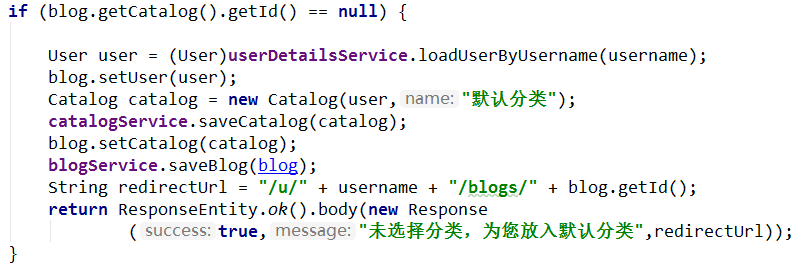 if (blog.getCatalog().getId() == null) {
User user = (User)userDetailsService.loadUserByUsername(username);
blog.setUser(user);
Catalog catalog = new Catalog(user, name: "默认分类");
catalogService.saveCatalog(catalog);
blog.setCatalog(catalog);
blogService.saveBlog(blog);
String redirectUrl = "/u/" + username + "/blogs/" + blog.getId();
return ResponseEntity.ok().body(new Response
( success: true, message: "未选择分类，为您放入默认分类",redirectUrl));
}